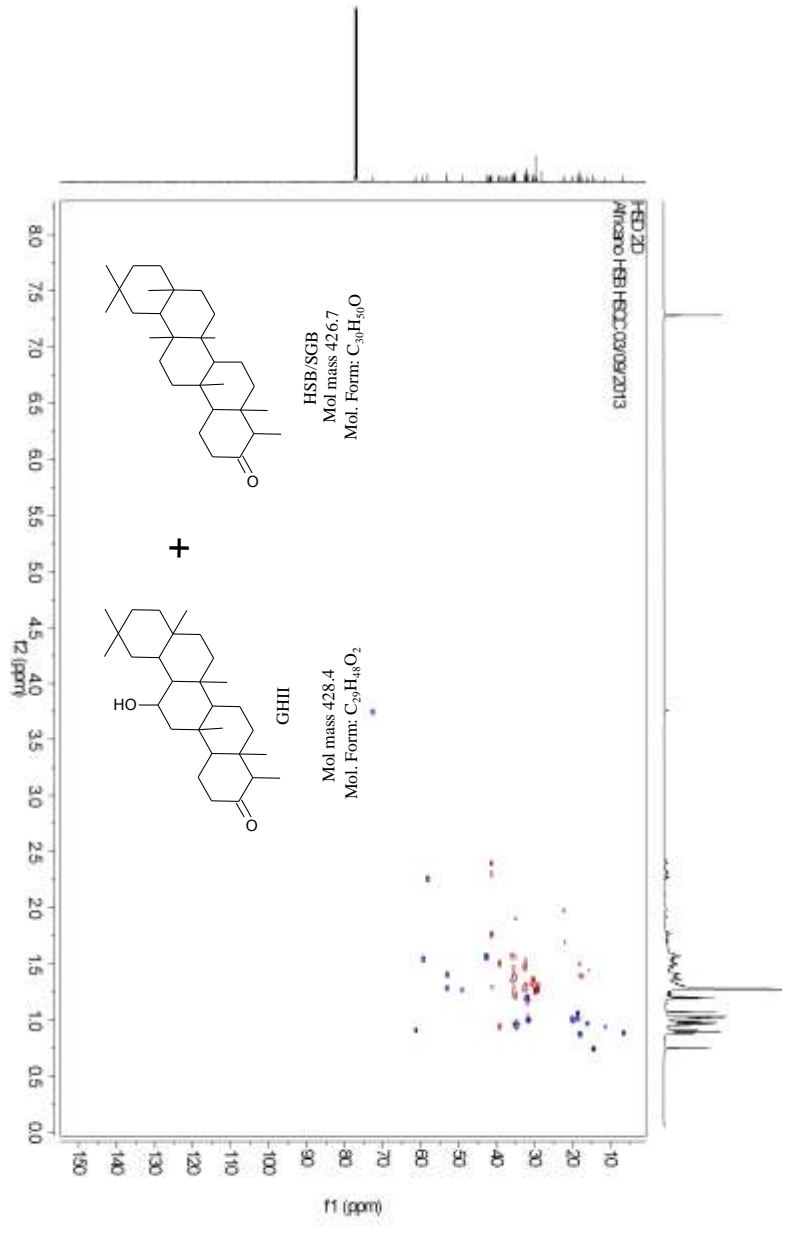 HSD 2D
Africano HSB HSQC 03/09/2013
8.0 7.5 7.0 6.5 6.0 5.5 5.0 4.5 4.0 3.5 3.0 2.5 2.0 1.5 1.0 0.5 0.0
f2 (ppm)
150 140 130 120 110 100 90 80 70 60 50 40 30 20 10
f1 (ppm)
O
HSB/SGB
Mol mass 426.7
Mol. Form: C30H50O
+
HO
O
GHII
Mol mass 428.4
Mol. Form: C29H48O2